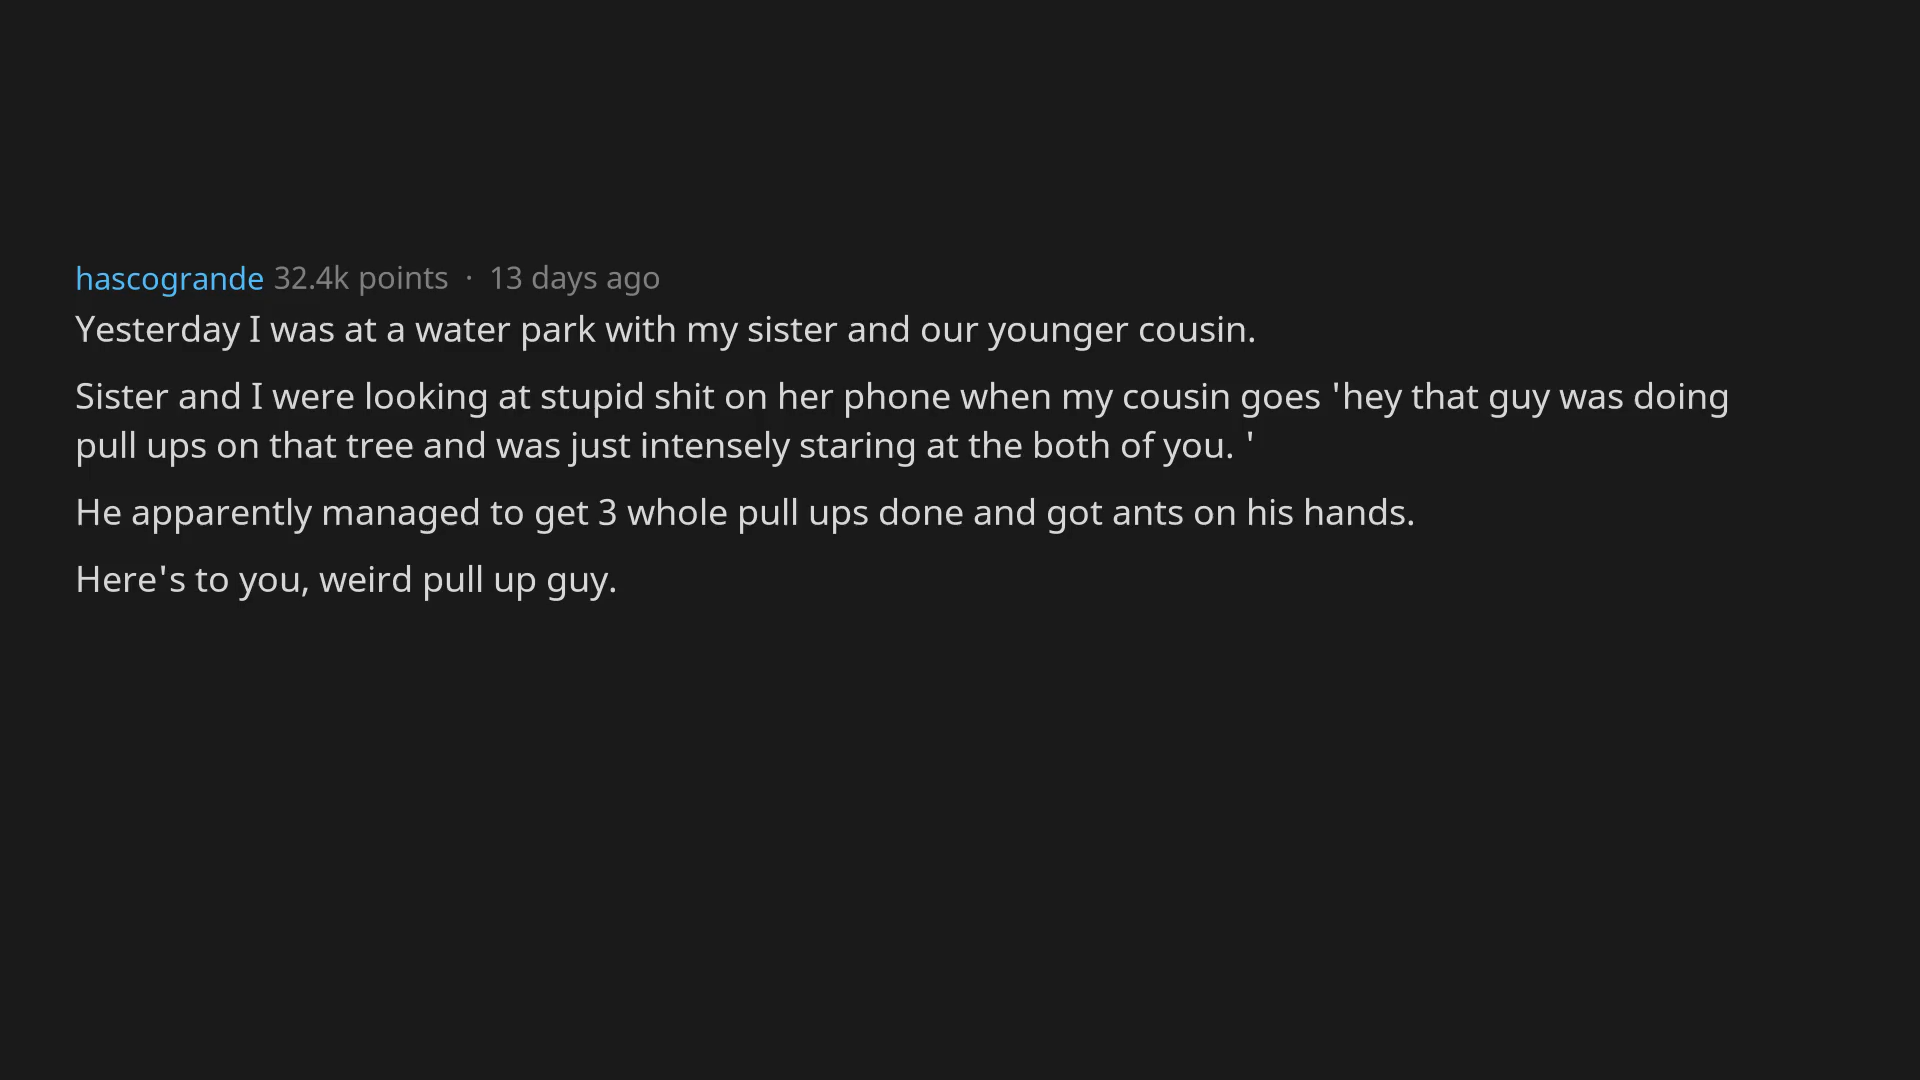 hascogrande 32.4k points · 13 days ago
Yesterday I was at a water park with my sister and our younger cousin.
Sister and I were looking at stupid shit on her phone when my cousin goes 'hey that guy was doing
pull ups on that tree and was just intensely staring at the both of you. '
He apparently managed to get 3 whole pull ups done and got ants on his hands.
Here's to you, weird pull up guy.